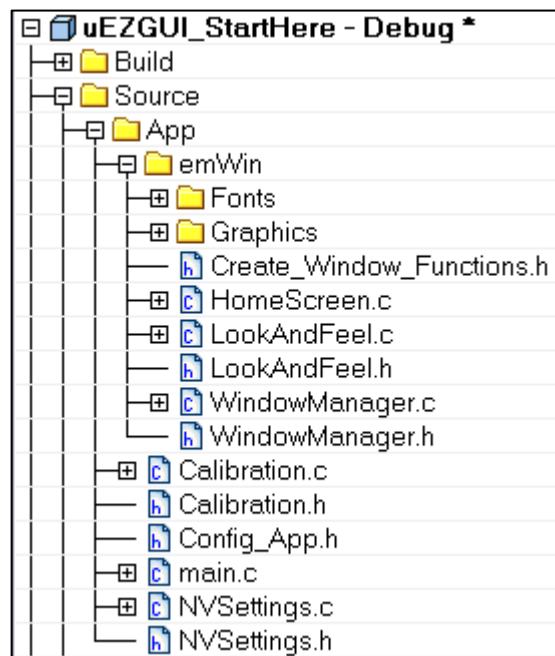 uEZGUI_StartHere - Debug *
Build
Source
App
emWin
Fonts
Graphics
Create_Window_Functions.h
HomeScreen.c
LookAndFeel.c
LookAndFeel.h
WindowManager.c
WindowManager.h
Calibration.c
Calibration.h
Config_App.h
main.c
NVSettings.c
NVSettings.h